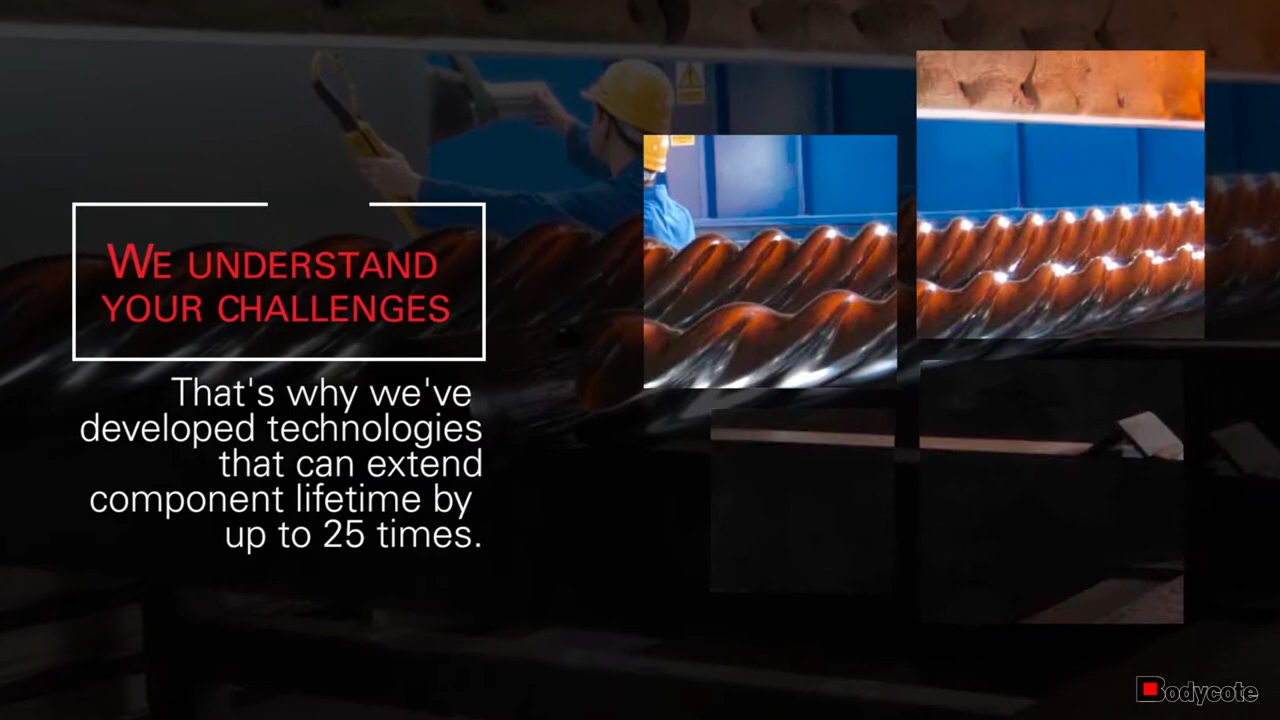 WE UNDERSTAND
YOUR CHALLENGES
That's why we've
developed technologies
that can extend
component lifetime by
up to 25 times.
Bodycote